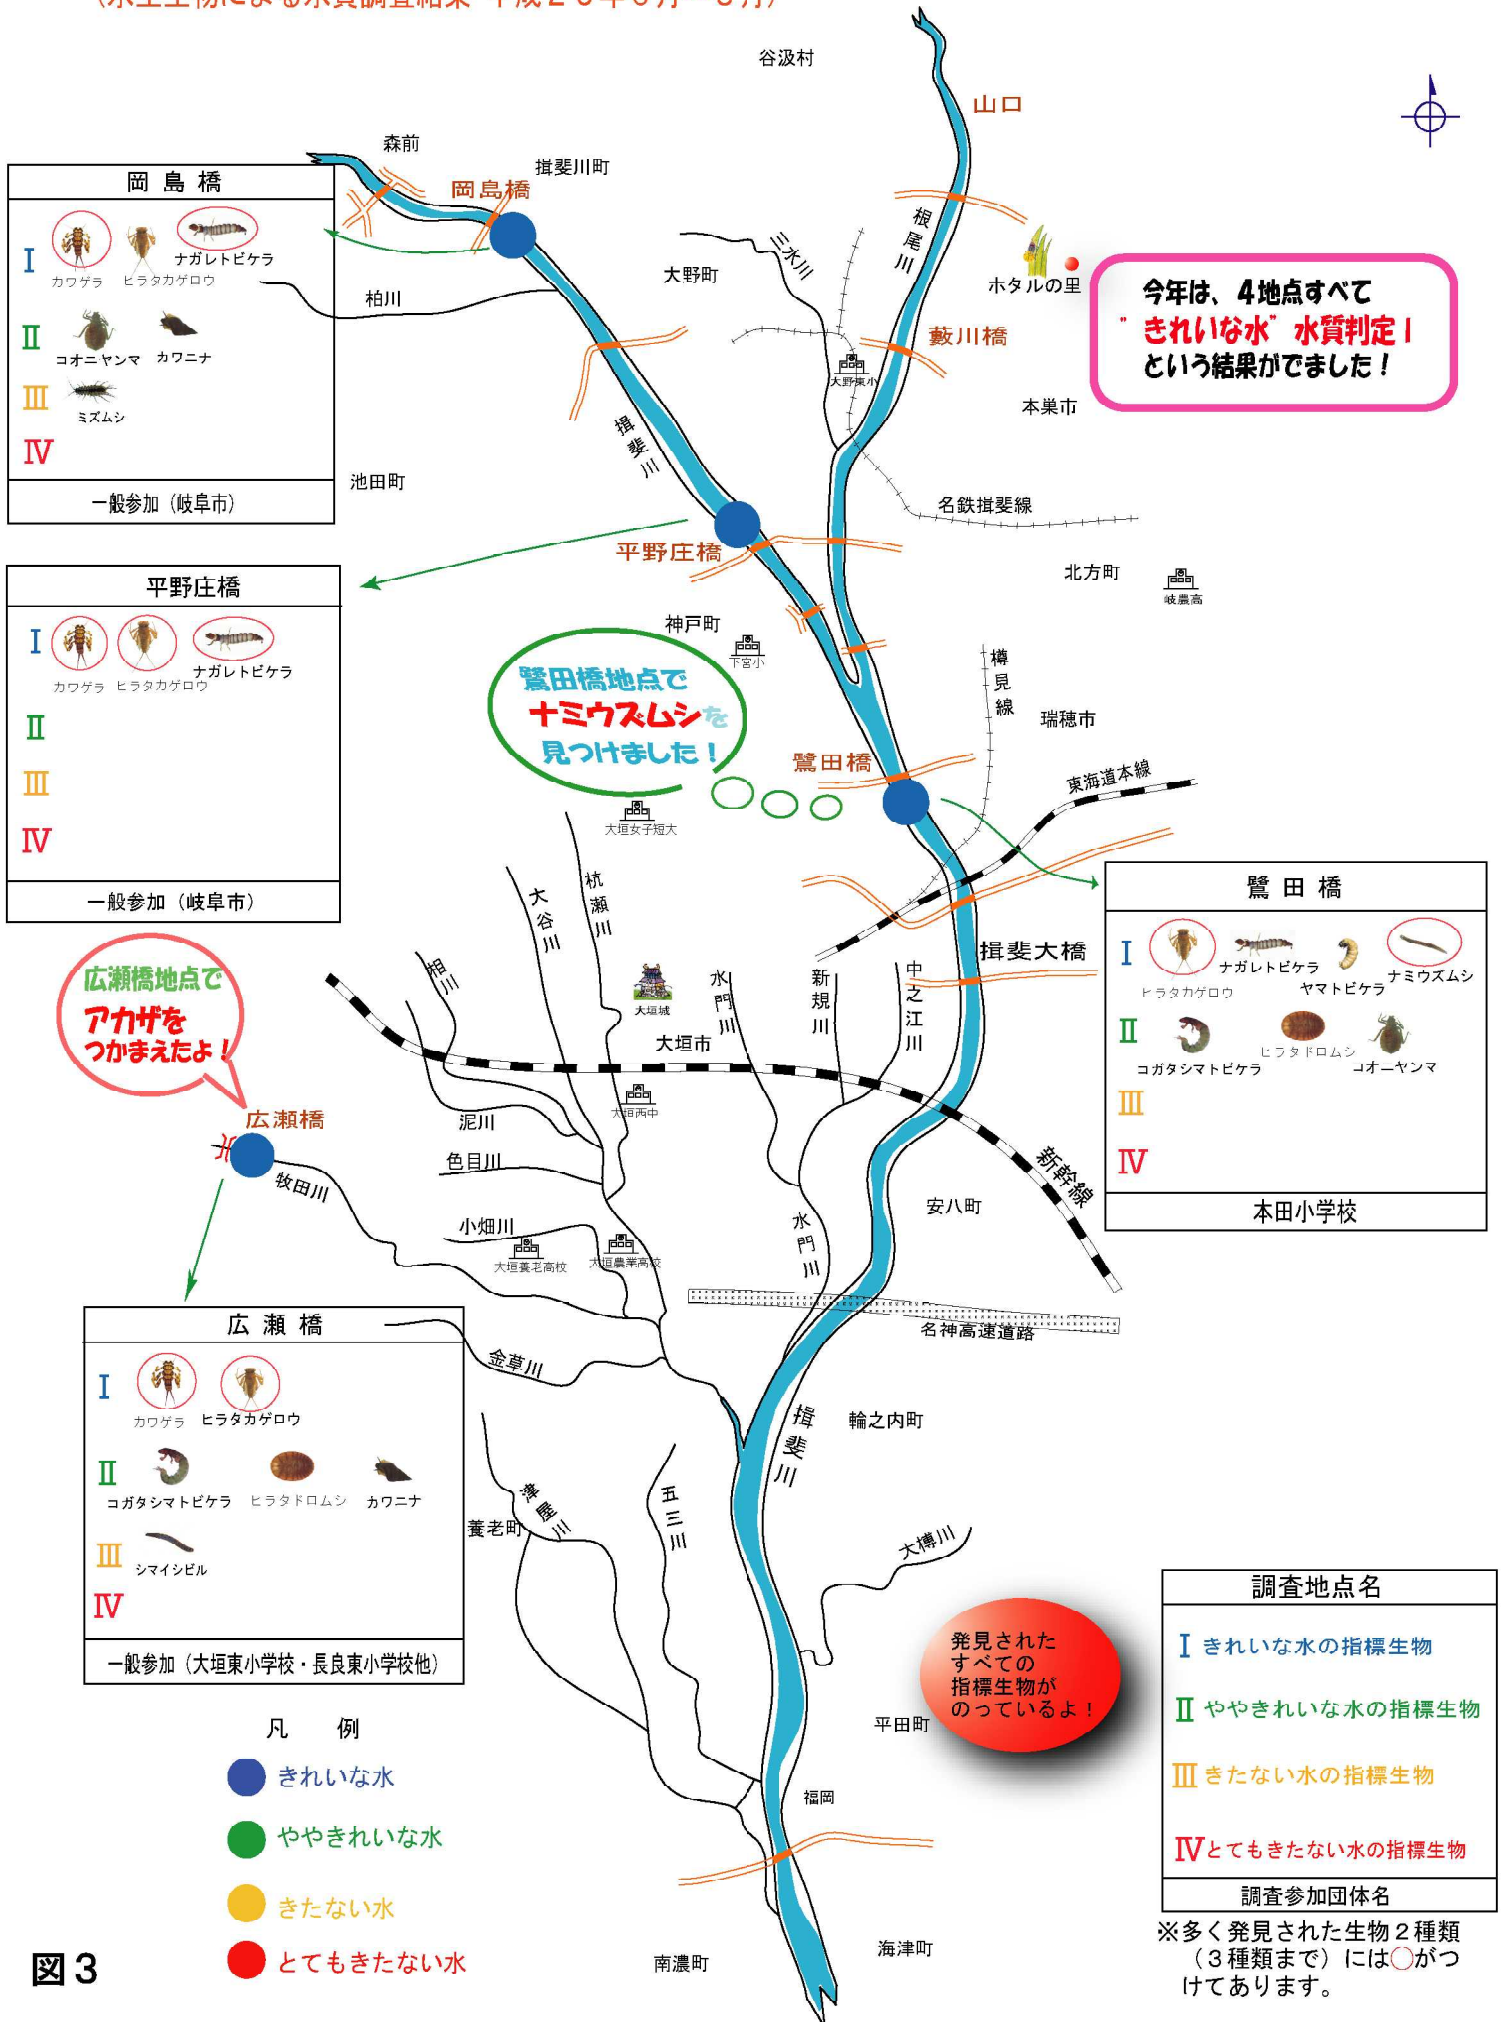 谷汲村
山口
森前
揖斐川町
岡島橋
根尾川
三水川
大野町
柏川
ホタルの里
藪川橋
大野東小
本巣市
今年は、4地点すべて
"きれいな水" 水質判定Ⅰ
という結果がでました!
岡島橋
Ⅰ
カワゲラ
ヒラタカゲロウ
ナガレトビケラ
Ⅱ
コオニヤンマ
カワニナ
Ⅲ
ミズムシ
Ⅳ
一般参加(岐阜市)
揖斐川
池田町
名鉄揖斐線
平野庄橋
北方町
岐農高
平野庄橋
Ⅰ
カワゲラ
ヒラタカゲロウ
ナガレトビケラ
Ⅱ
Ⅲ
Ⅳ
一般参加(岐阜市)
神戸町
下宮小
樽見線
瑞穂市
鷺田橋地点で
ナミウズムシを
見つけました!
鷺田橋
東海道本線
大垣女子短大
杭瀬川
大谷川
揖斐大橋
鷺田橋
Ⅰ
ヒラタカゲロウ
ナガレトビケラ
ヤマトビケラ
ナミウズムシ
Ⅱ
コガタシマトビケラ
ヒラタドロムシ
コオーヤンマ
Ⅲ
Ⅳ
本田小学校
広瀬橋地点で
アカザを
つかまえたよ!
相川
大垣城
水門川
新規川
中之江川
大垣市
大垣西中
広瀬橋
泥川
色目川
牧田川
小畑川
大垣養老高校
大垣農業高校
水門川
安八町
新幹線
名神高速道路
広瀬橋
Ⅰ
カワゲラ
ヒラタカゲロウ
Ⅱ
コガタシマトビケラ
ヒラタドロムシ
カワニナ
Ⅲ
シマイシビル
Ⅳ
一般参加(大垣東小学校・長良東小学校他)
金草川
揖斐川
輪之内町
津屋川
養老町
五三川
大榑川
発見された
すべての
指標生物が
のっているよ!
平田町
福岡
南濃町
海津町
凡 例
きれいな水
ややきれいな水
きたない水
とてもきたない水
調査地点名
Ⅰ きれいな水の指標生物
Ⅱ ややきれいな水の指標生物
Ⅲ きたない水の指標生物
Ⅳ とてもきたない水の指標生物
調査参加団体名
※多く発見された生物2種類
(3種類まで)には◯がつ
けてあります。
図3